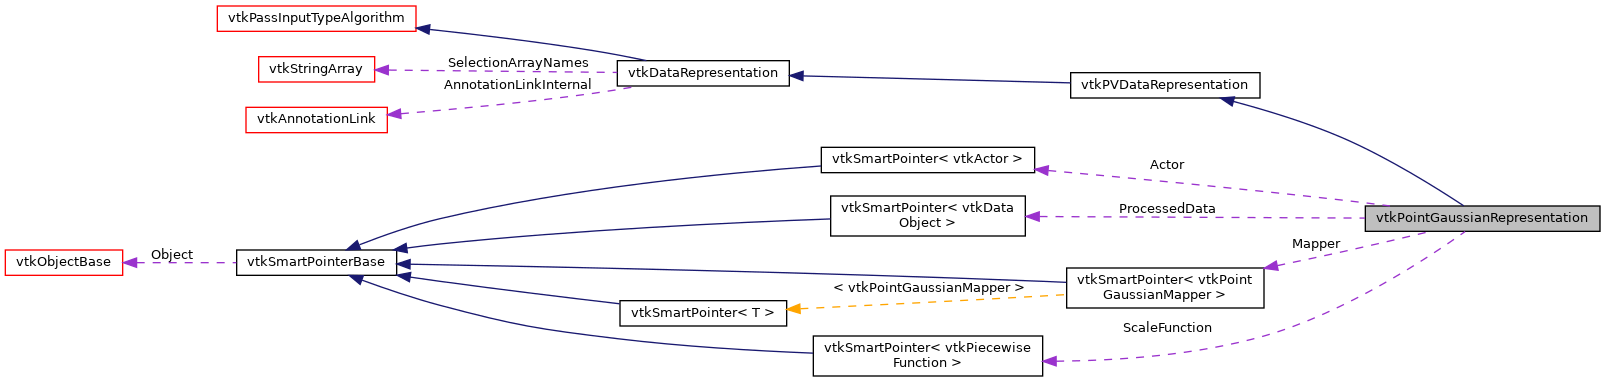 vtkPassInputTypeAlgorithm
vtkStringArray
SelectionArrayNames
vtkDataRepresentation
AnnotationLinkInternal
vtkPVDataRepresentation
vtkAnnotationLink
vtkSmartPointer< vtkActor >
Actor
vtkSmartPointer< vtkData
Object >
ProcessedData
vtkPointGaussianRepresentation
Mapper
vtkObjectBase
Object
vtkSmartPointerBase
< vtkPointGaussianMapper >
vtkSmartPointer< vtkPoint
GaussianMapper >
vtkSmartPointer< T >
ScaleFunction
vtkSmartPointer< vtkPiecewise
Function >